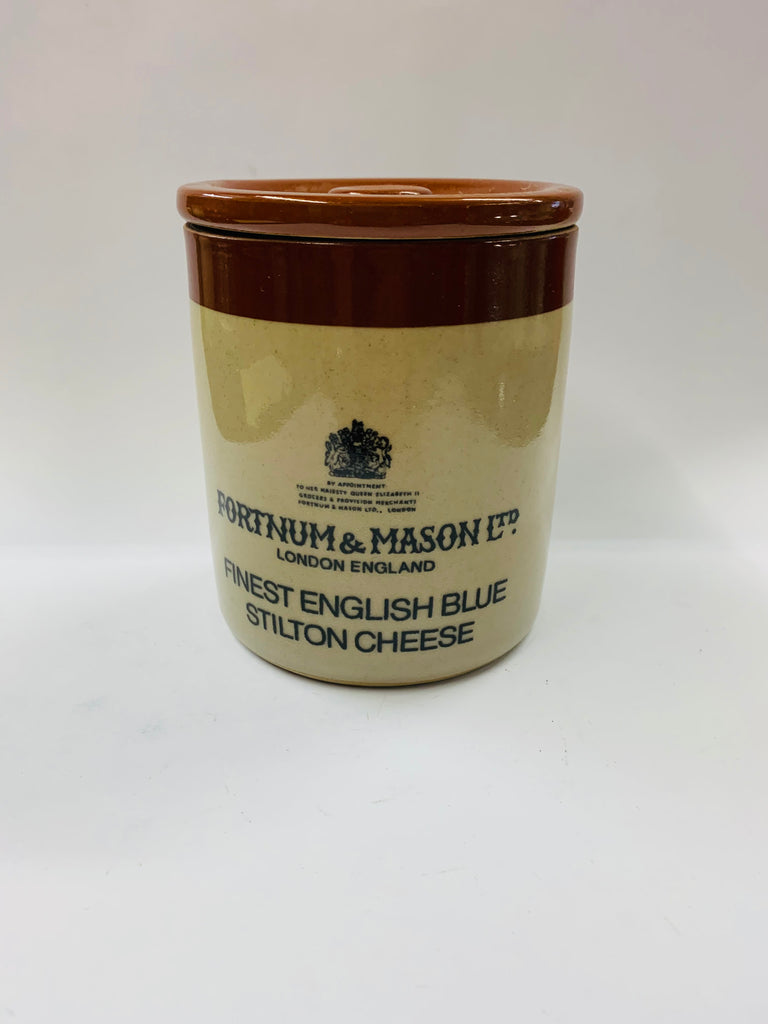 BY APPOINTMENT
TO HER MAJESTY QUEEN ELIZABETH II
GROCERS & PROVISION MERCHANTS
FORTNUM & MASON LTD., LONDON
FORTNUM & MASON LTD.
LONDON ENGLAND
FINEST ENGLISH BLUE
STILTON CHEESE